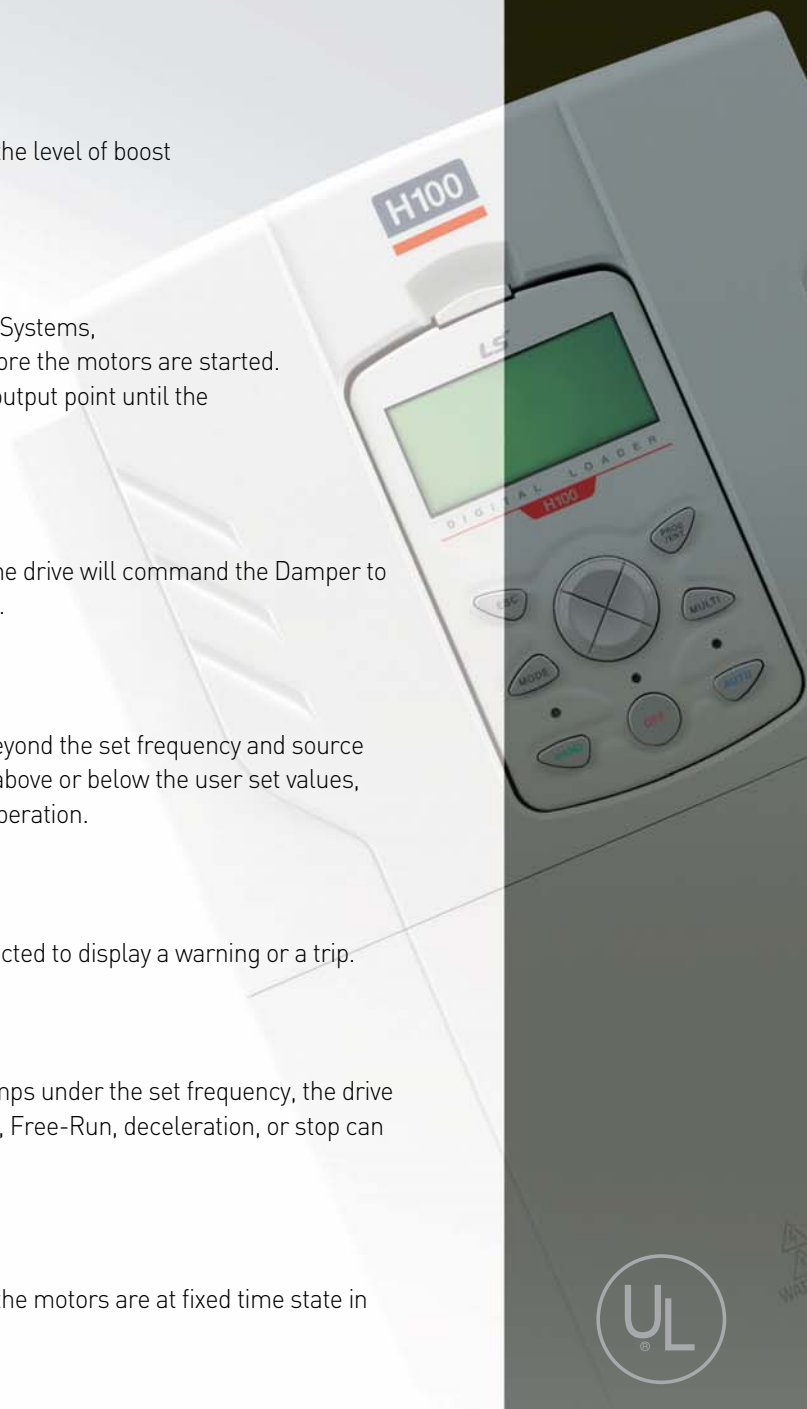 the level of boost
H100
Systems,
ore the motors are started.
output point until the
LS
DIGITAL LOADER
H100
PROG
/ENT
ESC
MULTI
MODE
AUTO
OFF
HAND
he drive will command the Damper to
.
eyond the set frequency and source
above or below the user set values,
peration.
cted to display a warning or a trip.
mps under the set frequency, the drive
, Free-Run, deceleration, or stop can
the motors are at fixed time state in
UL
®